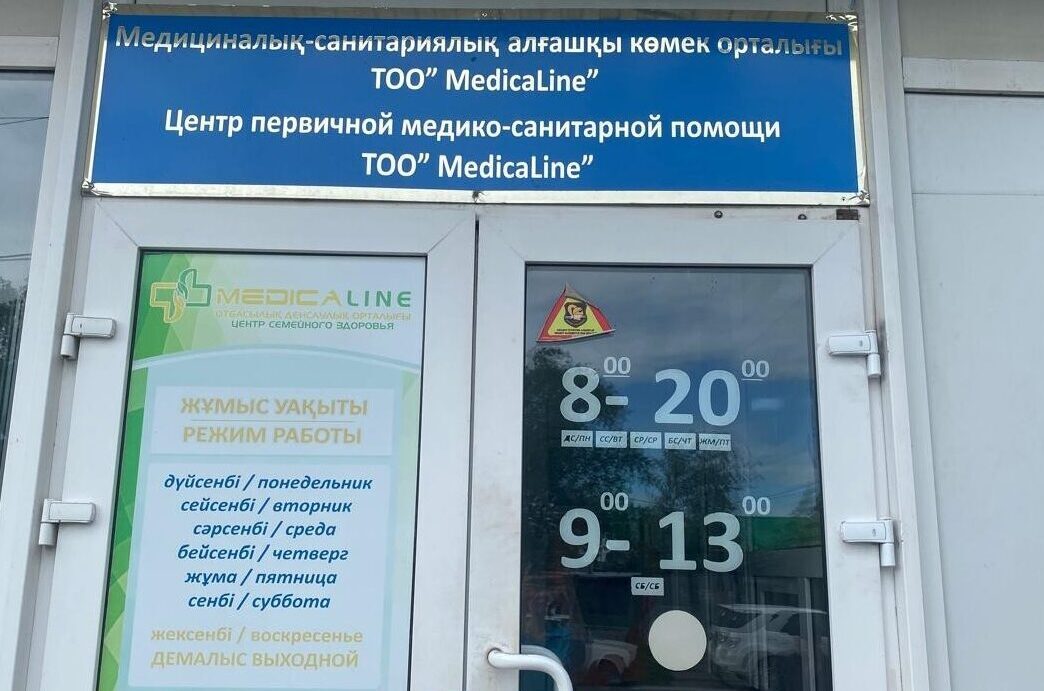 Медициналық-санитариялық алғашқы көмек орталығы
ТОО” MedicaLine”
Центр первичной медико-санитарной помощи
ТОО” MedicaLine”
MEDICALINE
ОТБАСЫЛЫҚ ДЕНСАУЛЫҚ ОРТАЛЫҒЫ
ЦЕНТР СЕМЕЙНОГО ЗДОРОВЬЯ
ЖҰМЫС УАҚЫТЫ
РЕЖИМ РАБОТЫ
дүйсенбі / понедельник
сейсенбі / вторник
сәрсенбі / среда
бейсенбі / четверг
жұма / пятница
сенбі / суббота
жексенбі / воскресенье
ДЕМАЛЫС ВЫХОДНОЙ
8 00 - 20 00
ДС/ПН СС/ВТ СР/СР БС/ЧТ ЖМ/ПТ
9 00 - 13 00
СБ/СБ